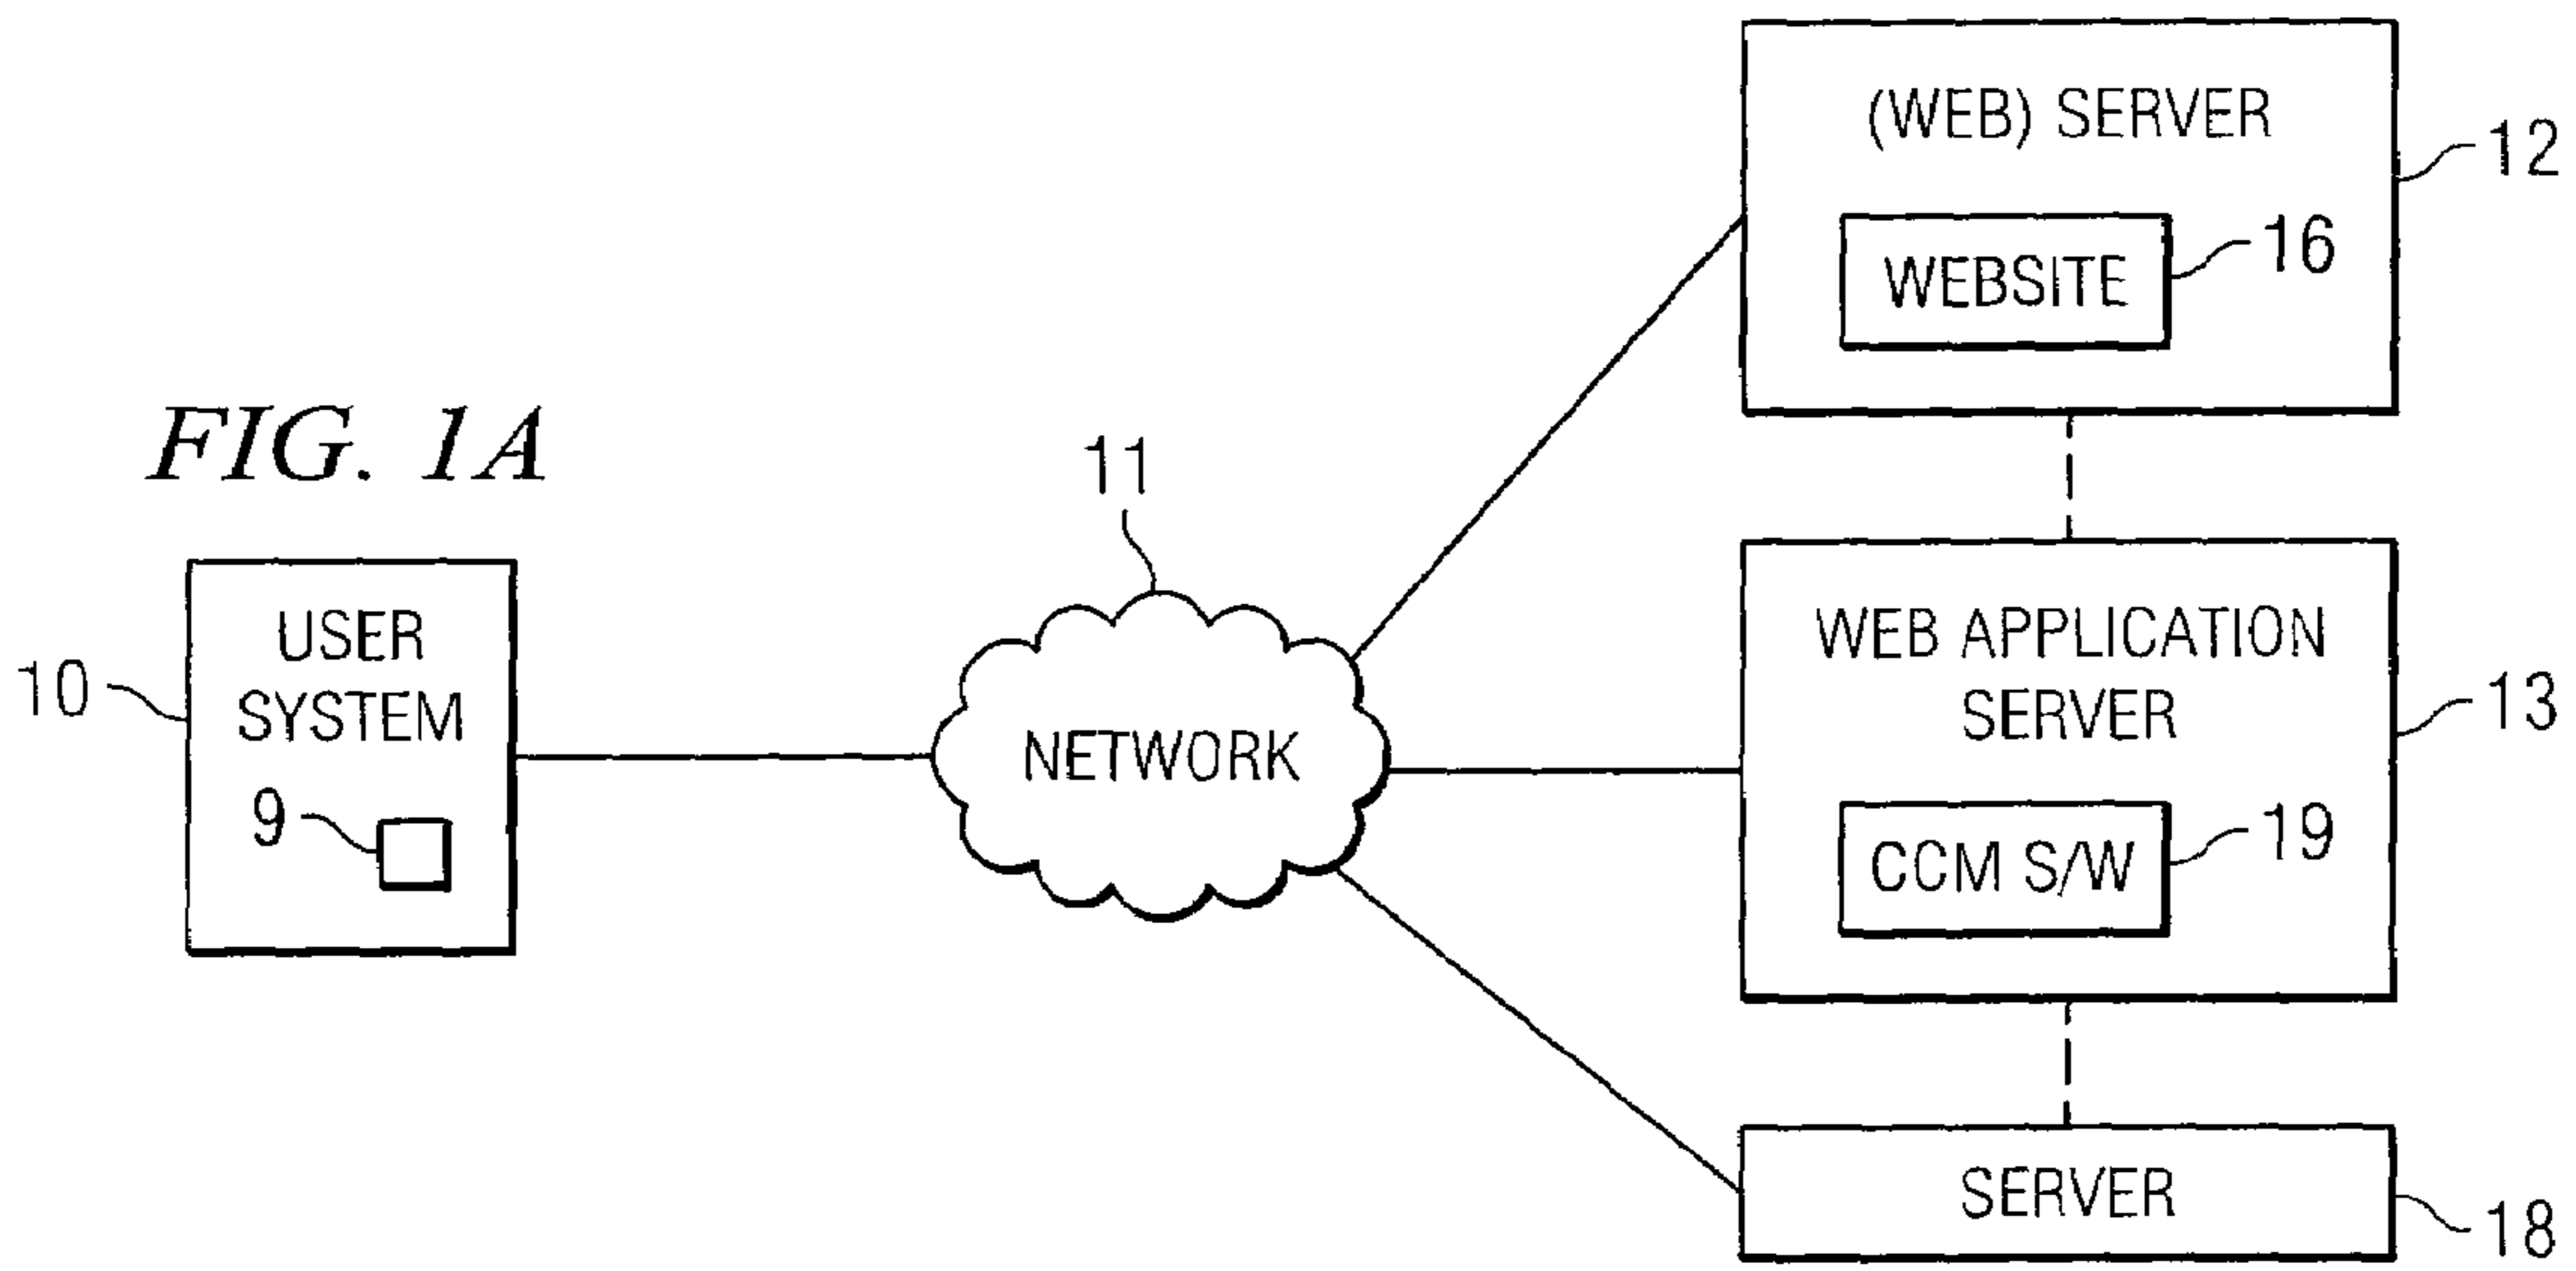 FIG. 1A
10
USER
SYSTEM
9
11
NETWORK
(WEB) SERVER
12
WEBSITE
16
WEB APPLICATION
SERVER
13
CCM S/W
19
SERVER
18